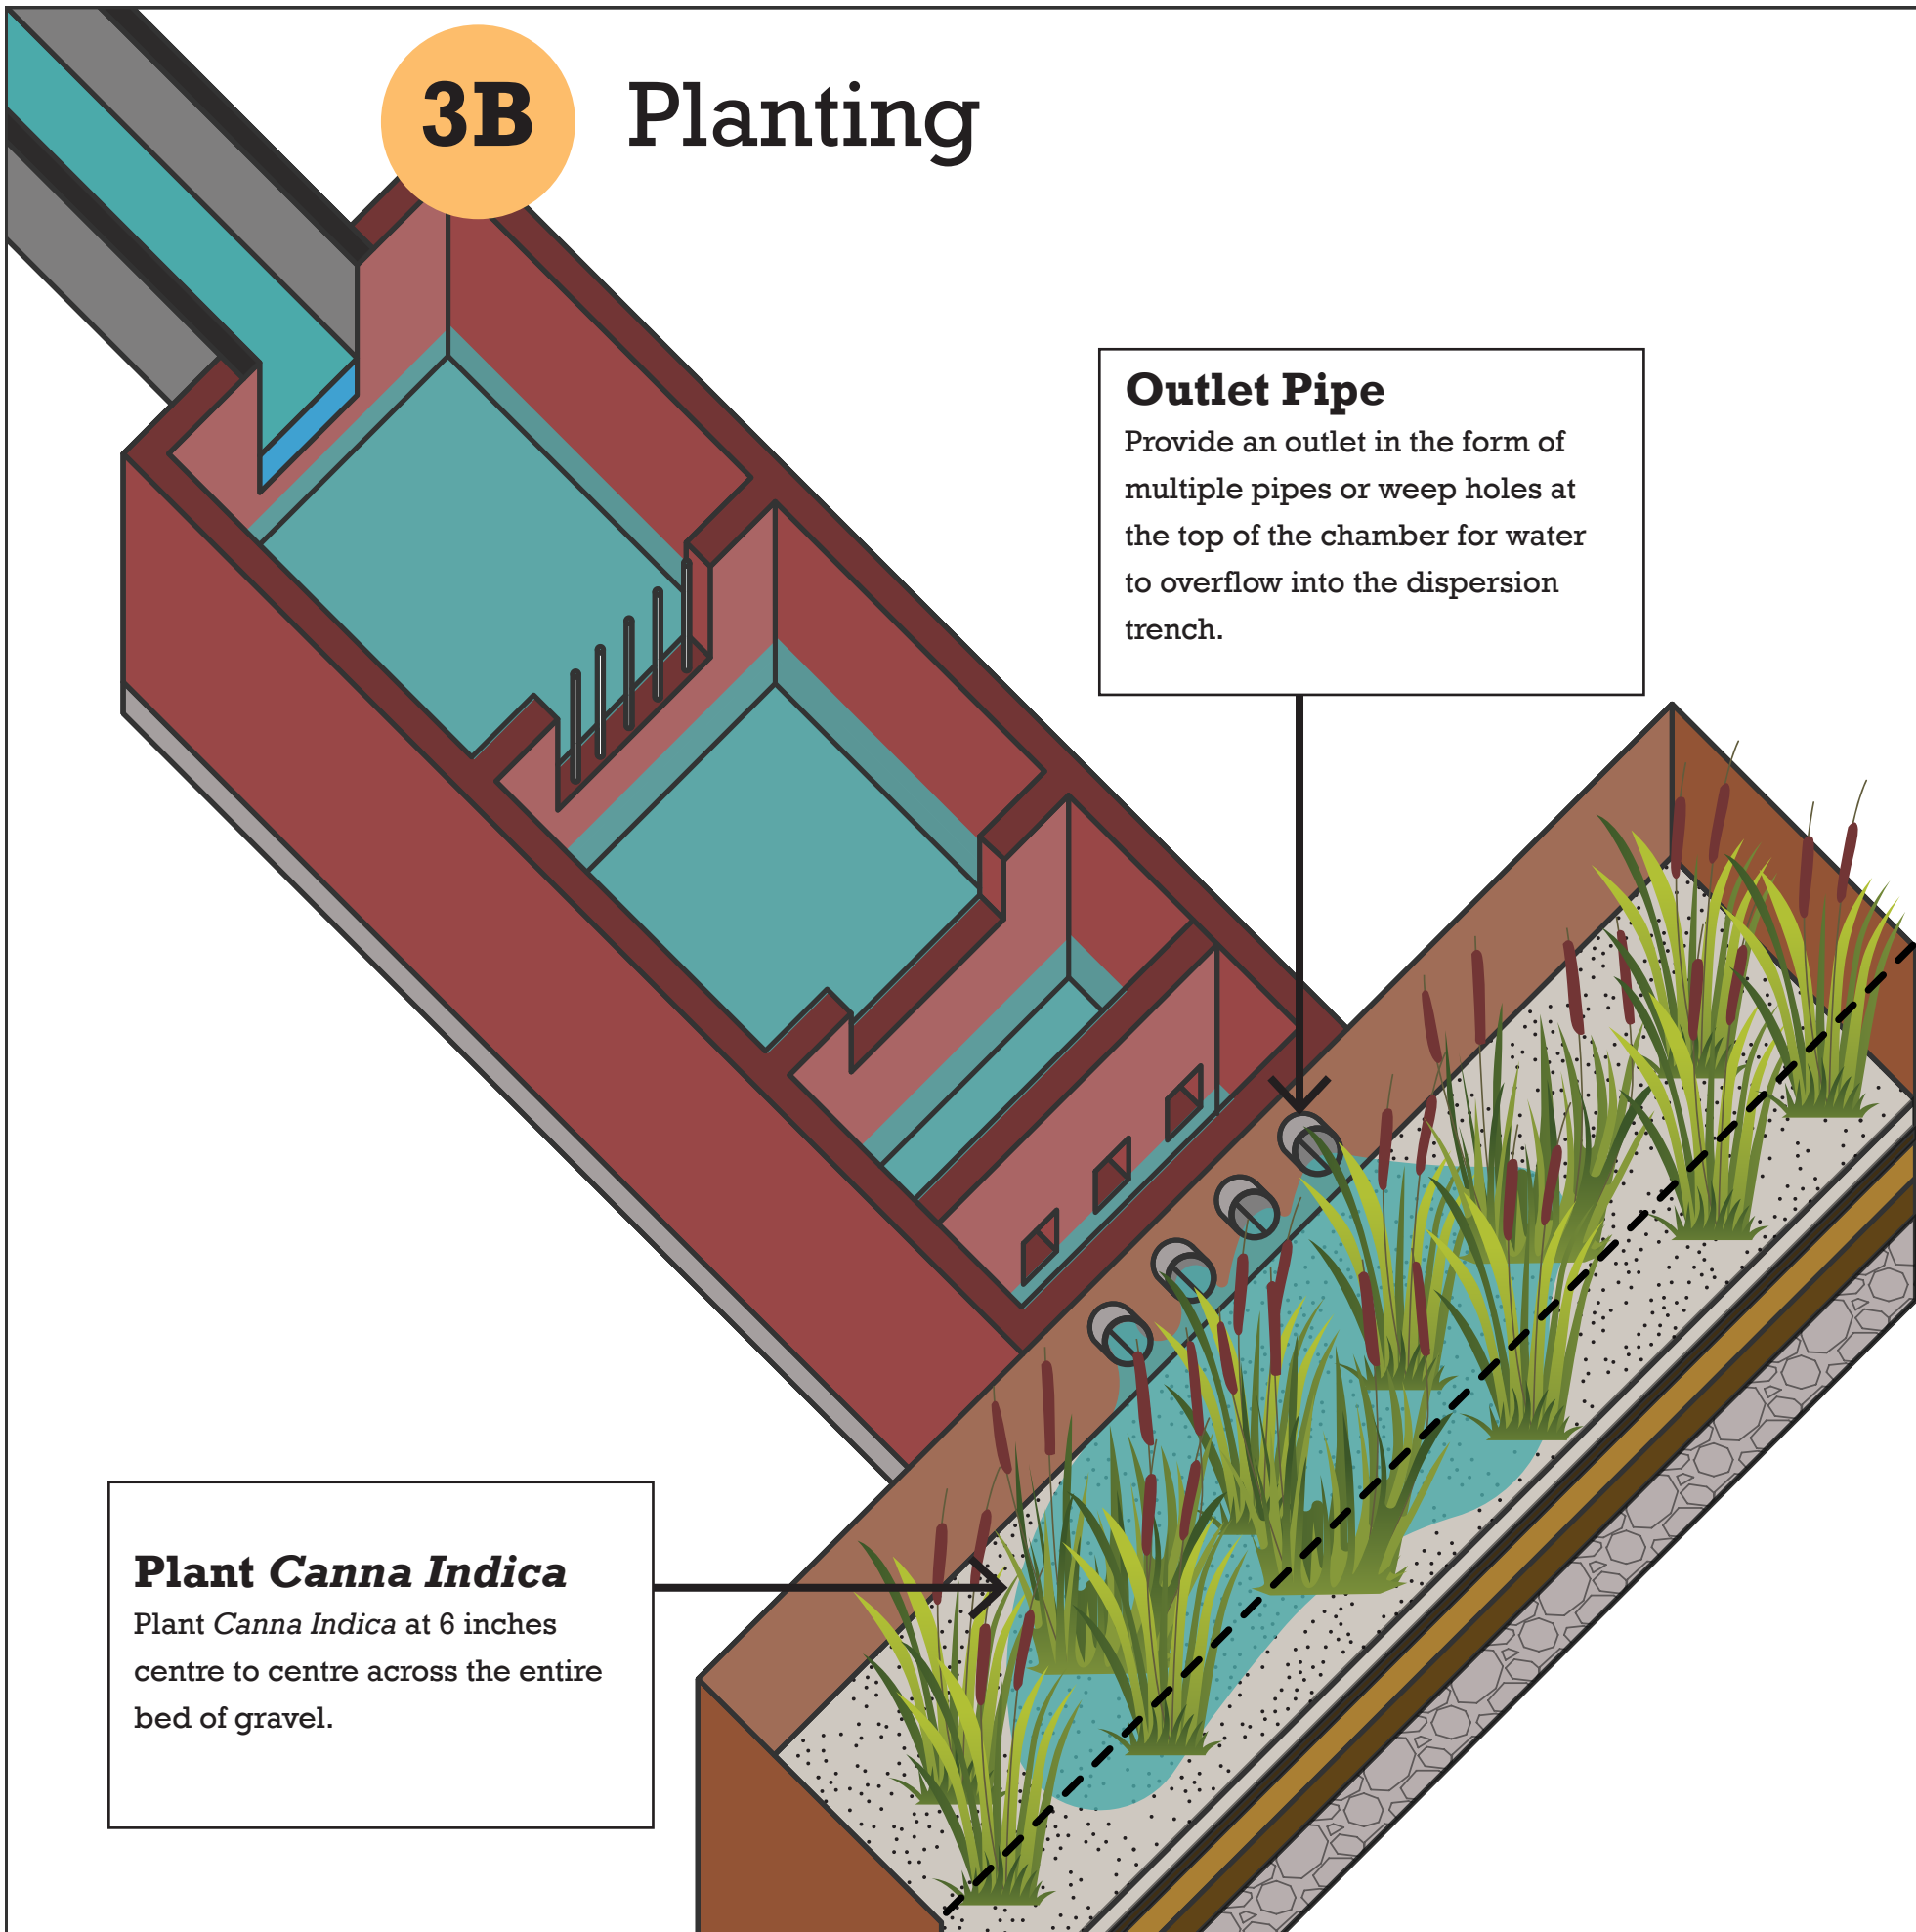 3B Planting
Outlet Pipe
Provide an outlet in the form of
multiple pipes or weep holes at
the top of the chamber for water
to overflow into the dispersion
trench.
Plant Canna Indica
Plant Canna Indica at 6 inches
centre to centre across the entire
bed of gravel.